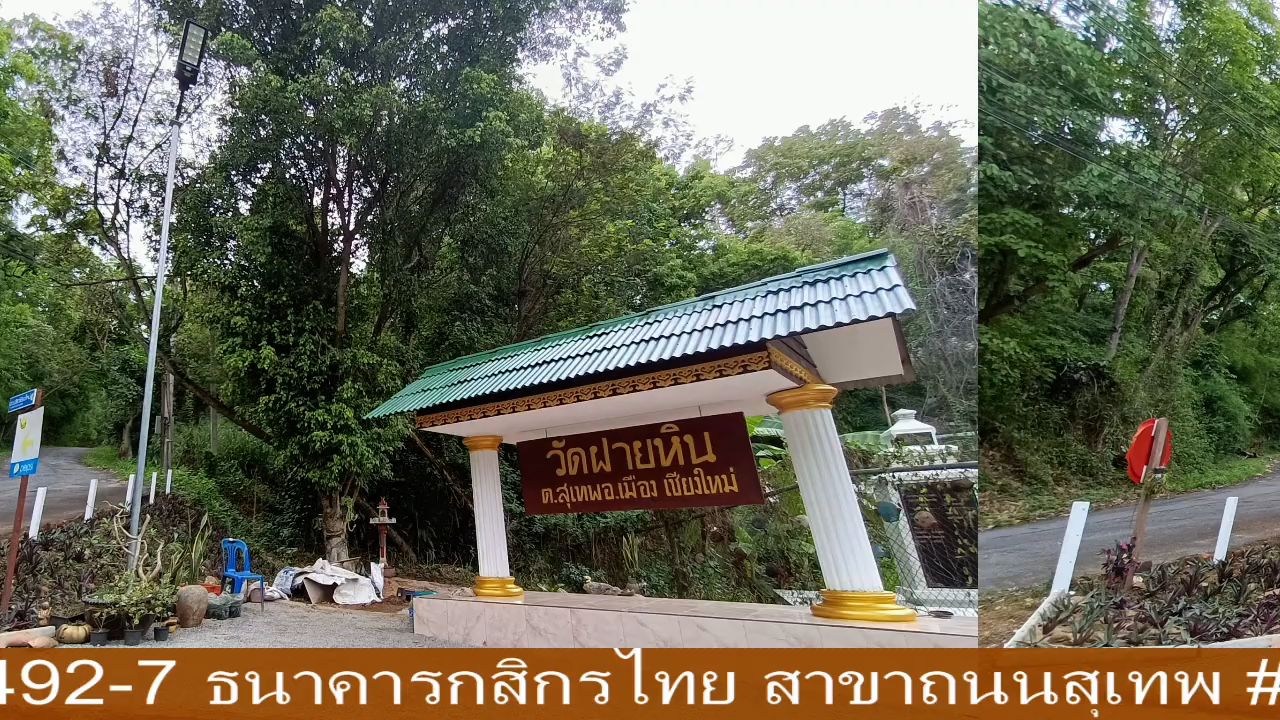 วัดฝายหิน
ต.สุเทพอ.เมือง เชียงใหม่
pepsi
492-7 ธนาคารกสิกรไทย สาขาถนนสุเทพ #